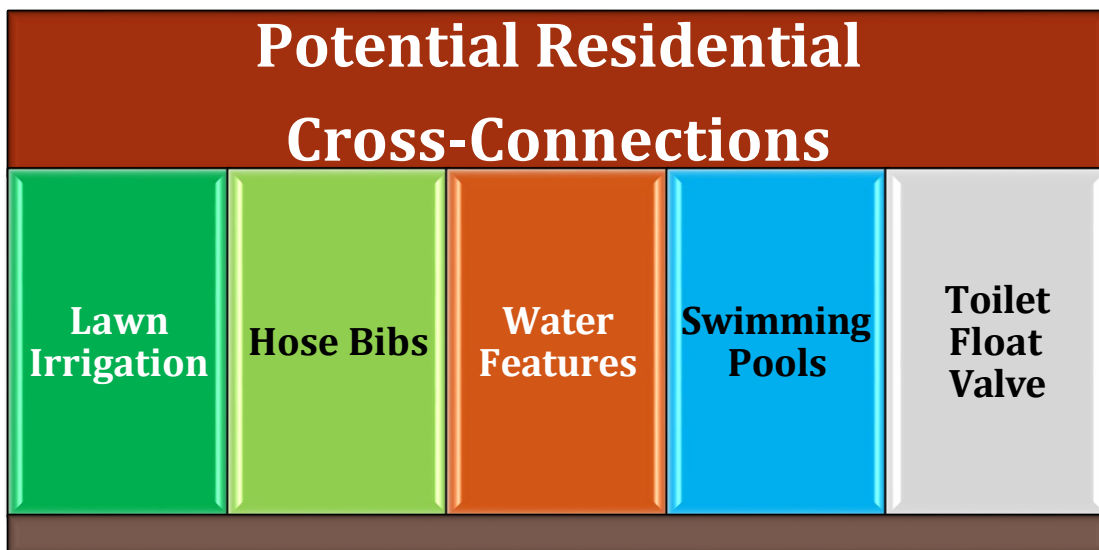 Potential Residential
Cross-Connections
Lawn
Irrigation
Hose Bibs
Water
Features
Swimming
Pools
Toilet
Float
Valve